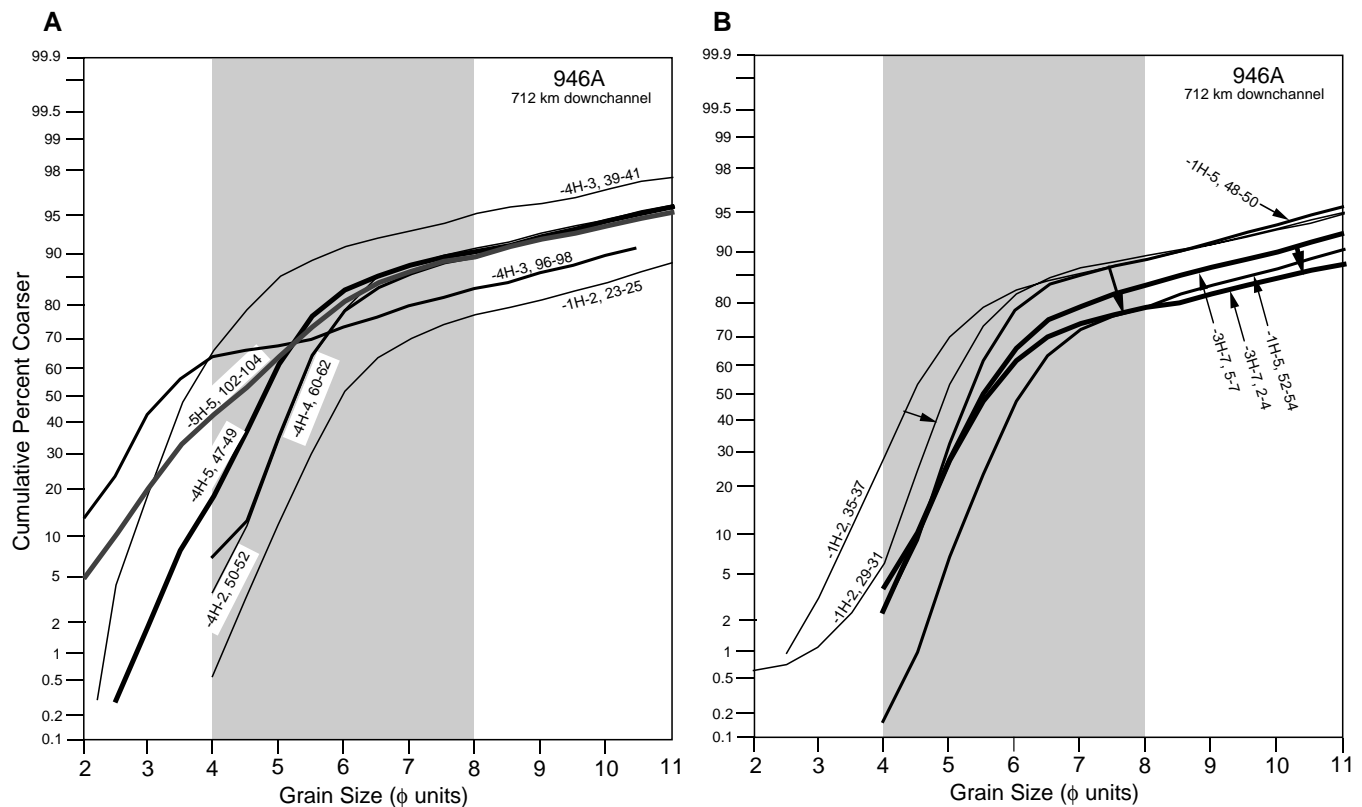 A
99.9
99.5
99
98
95
90
80
70
60
50
40
30
20
10
5
2
1
0.5
0.2
0.1
Cumulative Percent Coarser
946A
712 km downchannel
-4H-3, 39-41
-4H-3, 96-98
-1H-2, 23-25
-5H-5, 102-104
-4H-5, 47-49
-4H-4, 60-62
-4H-2, 50-52
2 3 4 5 6 7 8 9 10 11
Grain Size (ϕ units)
B
99.9
99.5
99
98
95
90
80
70
60
50
40
30
20
10
5
2
1
0.5
0.2
0.1
946A
712 km downchannel
-1H-5, 48-50
-1H-2, 35-37
-1H-2, 29-31
-3H-7, 5-7
-3H-7, 2-4
-1H-5, 52-54
2 3 4 5 6 7 8 9 10 11
Grain Size (ϕ units)